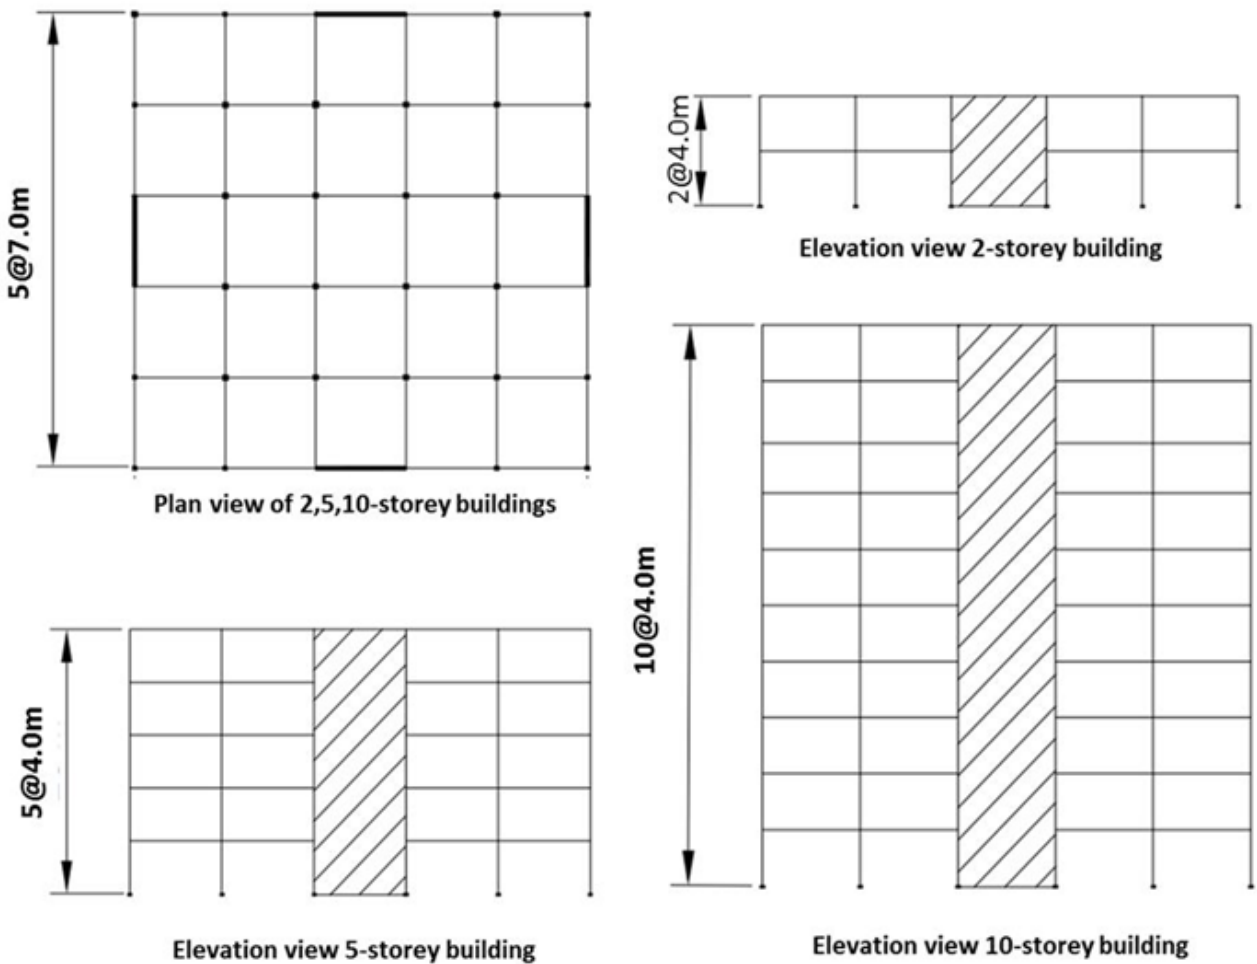 5@7.0m
Plan view of 2,5,10-storey buildings
2@4.0m
Elevation view 2-storey building
5@4.0m
Elevation view 5-storey building
10@4.0m
Elevation view 10-storey building